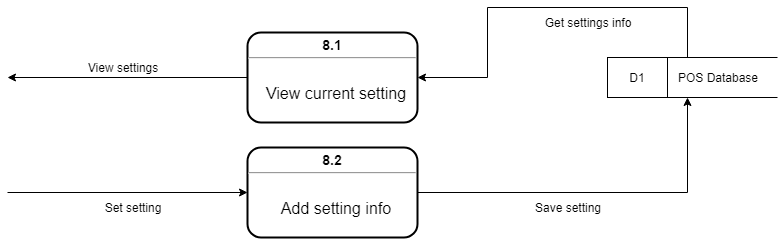 Get settings info
8.1
View settings
View current setting
D1
POS Database
8.2
Add setting info
Set setting
Save setting